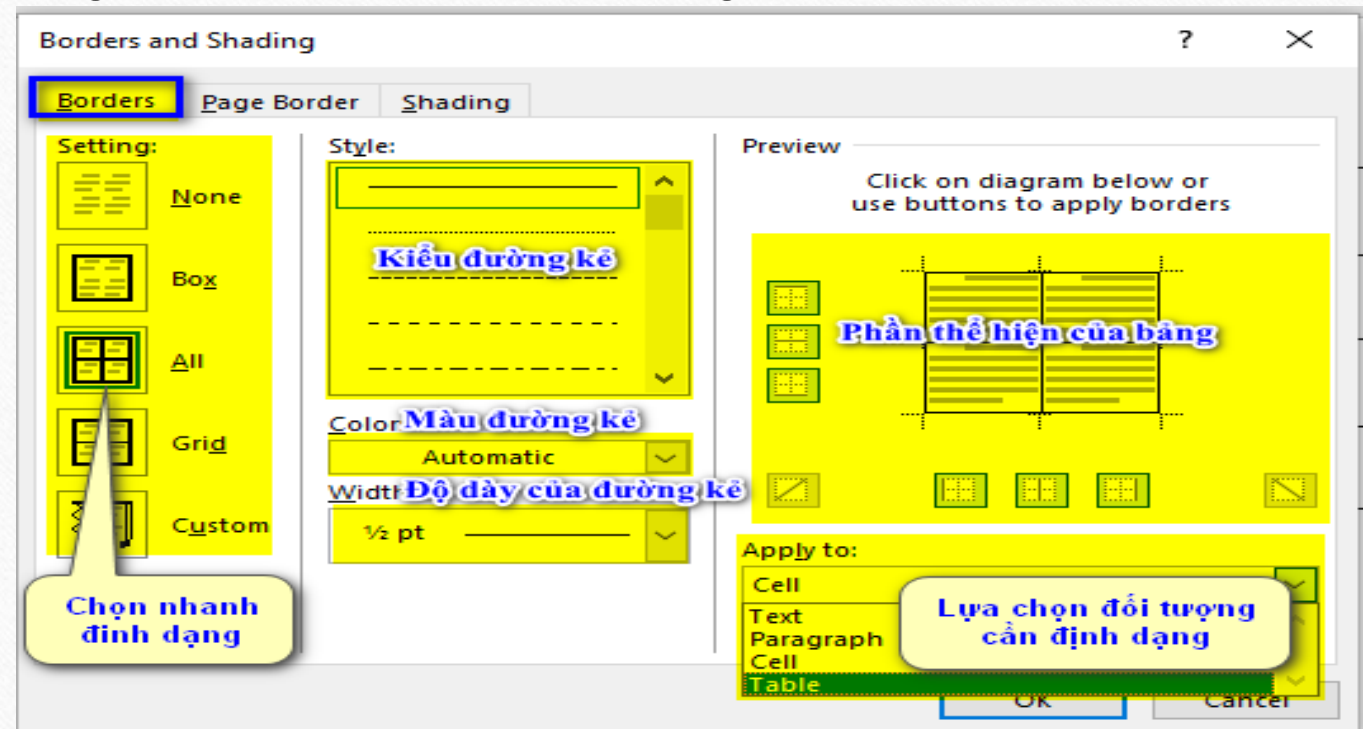 Borders and Shading ? ×
Borders Page Border Shading
Setting:
None
Box
All
Grid
Custom
Chọn nhanh
đinh dạng
Style:
Kiểu đường kẻ
Color Màu đường kẻ
Automatic
Widt Độ dày của đường kẻ
½ pt
Preview
Click on diagram below or
use buttons to apply borders
Phần thể hiện của bảng
Apply to:
Cell
Text
Paragraph
Cell
Table
Lựa chọn đối tượng
cần định dạng
OK Cancel